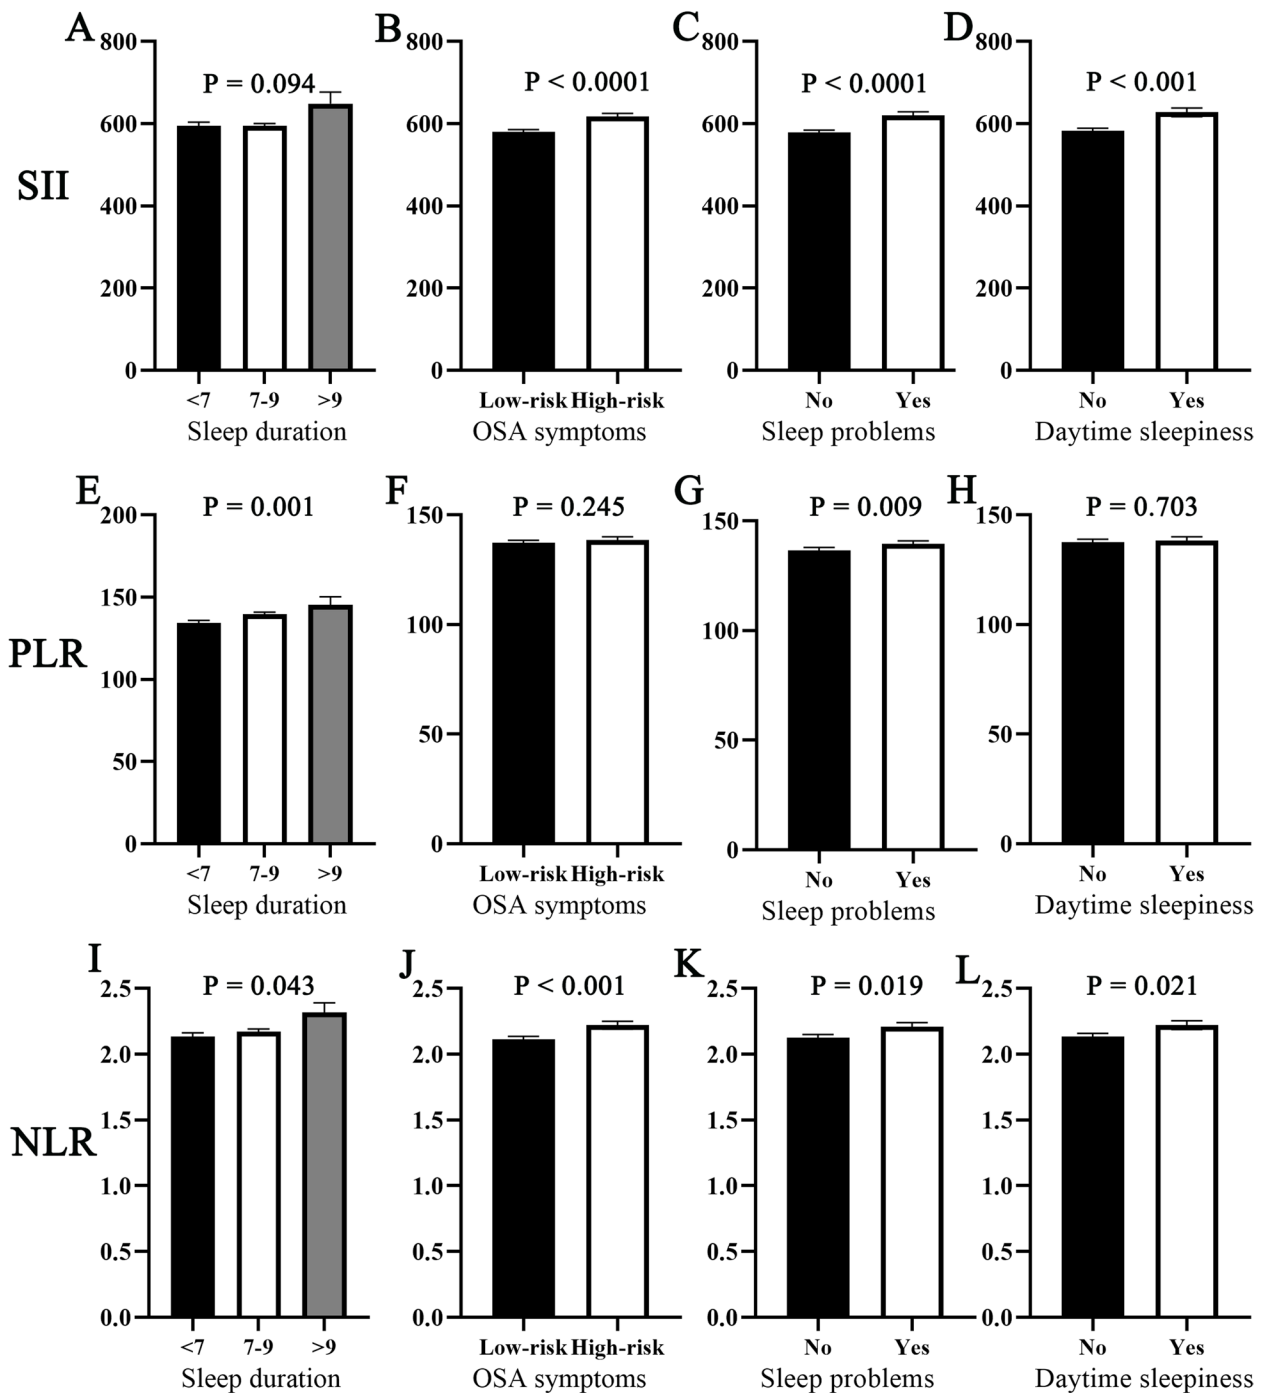 A
800
600
400
200
0
P = 0.094
<7 7-9 >9
Sleep duration
B
800
600
400
200
0
P < 0.0001
Low-risk High-risk
OSA symptoms
C
800
600
400
200
0
P < 0.0001
No Yes
Sleep problems
D
800
600
400
200
0
P < 0.001
No Yes
Daytime sleepiness
SII
E
200
150
100
50
0
P = 0.001
<7 7-9 >9
Sleep duration
F
150
100
50
0
P = 0.245
Low-risk High-risk
OSA symptoms
G
150
100
50
0
P = 0.009
No Yes
Sleep problems
H
150
100
50
0
P = 0.703
No Yes
Daytime sleepiness
PLR
I
2.5
2.0
1.5
1.0
0.5
0.0
P = 0.043
<7 7-9 >9
Sleep duration
J
2.5
2.0
1.5
1.0
0.5
0.0
P < 0.001
Low-risk High-risk
OSA symptoms
K
2.5
2.0
1.5
1.0
0.5
0.0
P = 0.019
No Yes
Sleep problems
L
2.5
2.0
1.5
1.0
0.5
0.0
P = 0.021
No Yes
Daytime sleepiness
NLR